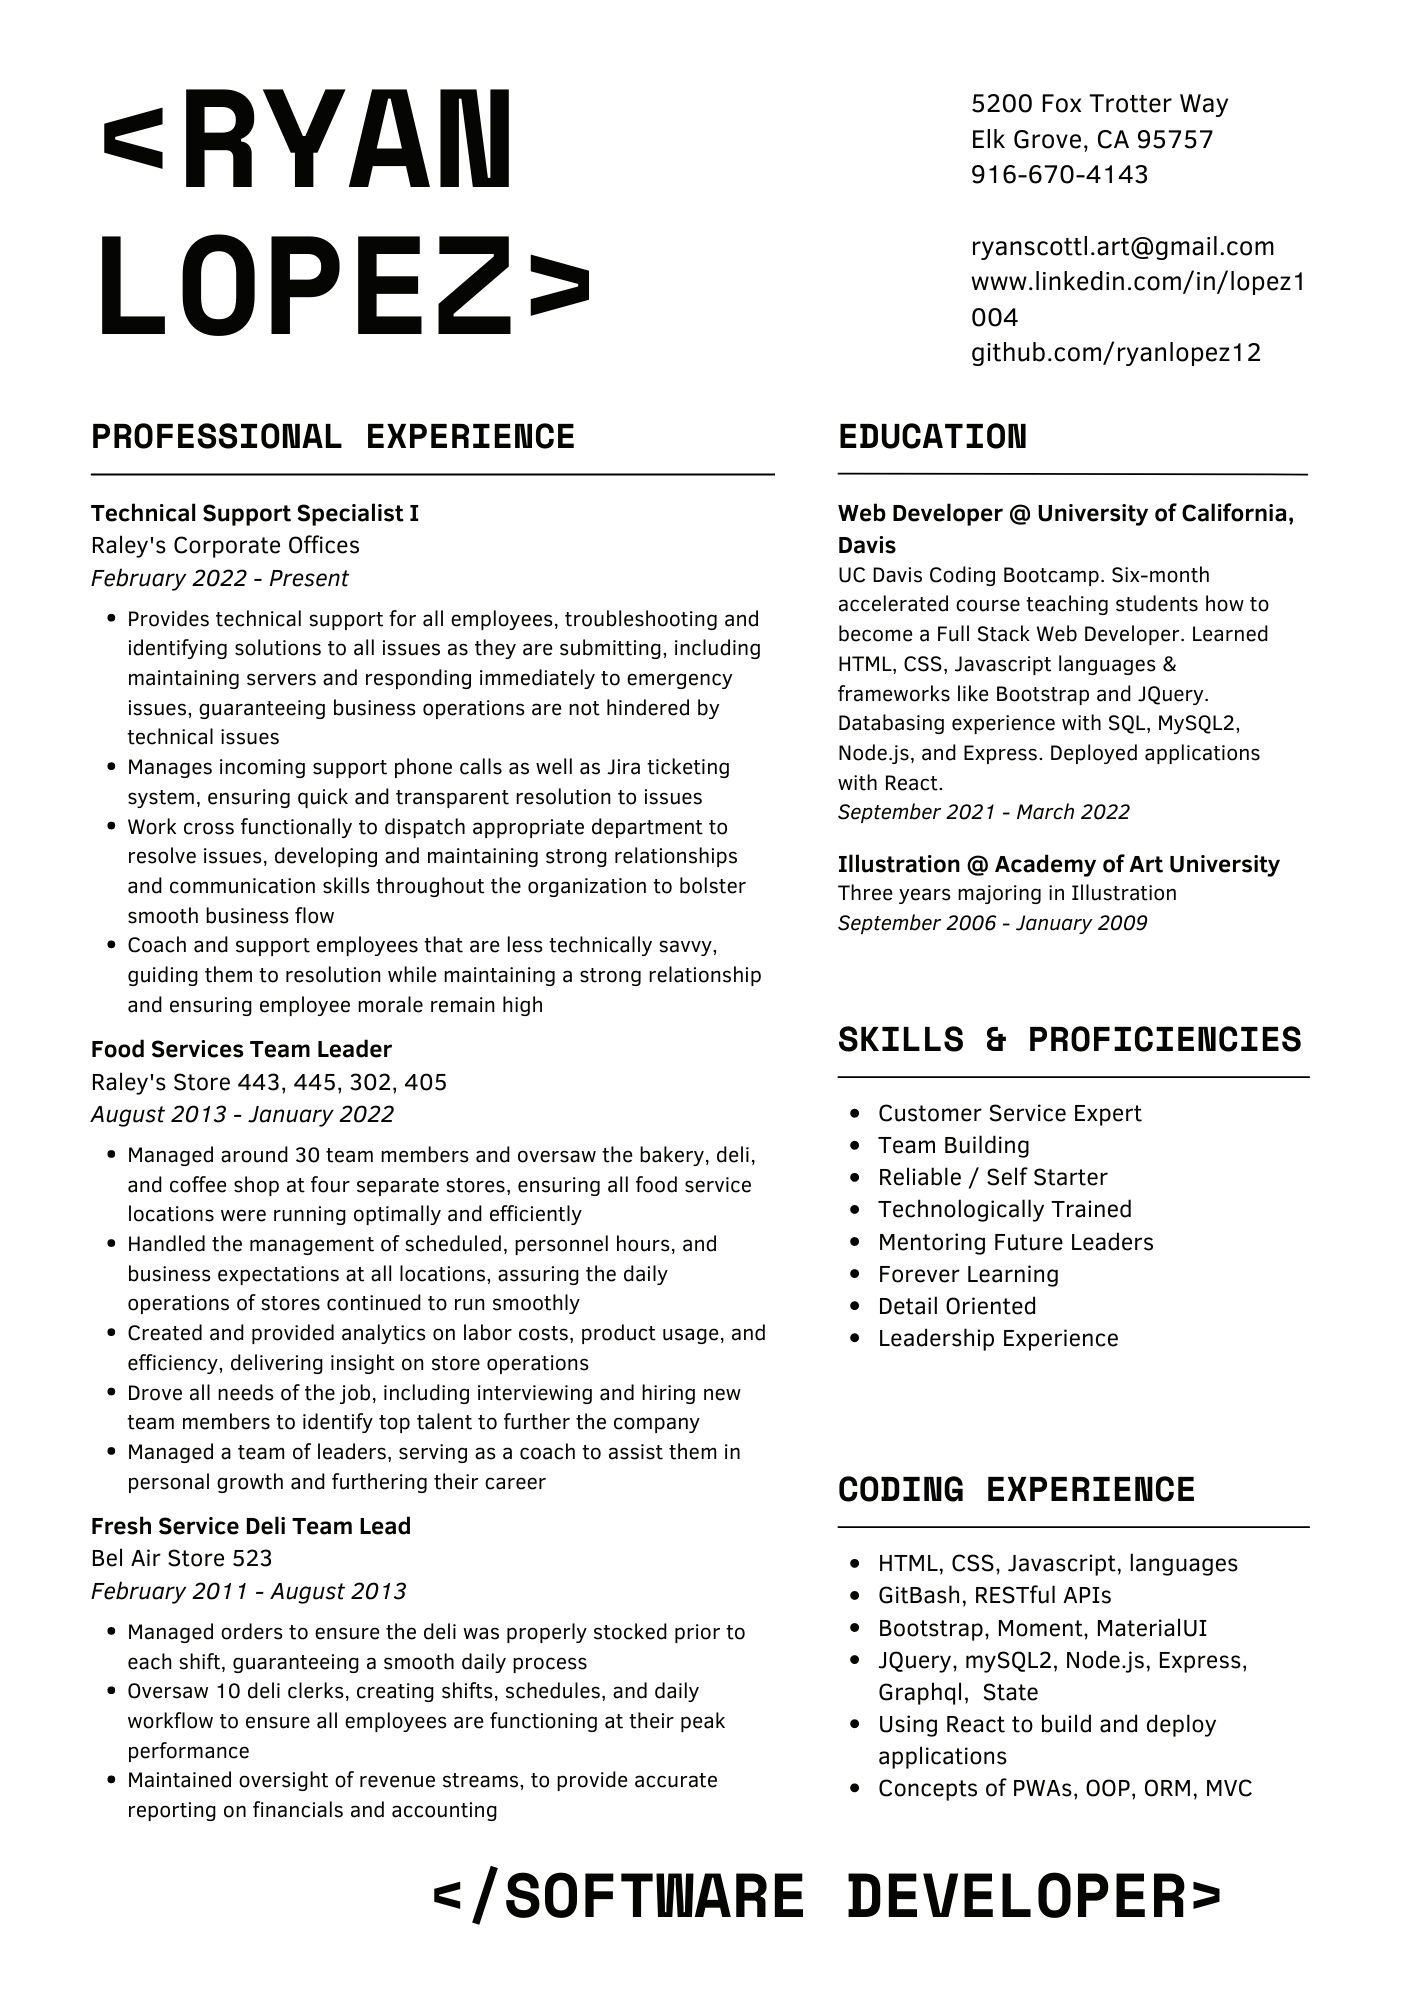 <RYAN
LOPEZ>
5200 Fox Trotter Way
Elk Grove, CA 95757
916-670-4143
ryanscottl.art@gmail.com
www.linkedin.com/in/lopez1
004
github.com/ryanlopez12
PROFESSIONAL EXPERIENCE
Technical Support Specialist I
Raley's Corporate Offices
February 2022 - Present
• Provides technical support for all employees, troubleshooting and
identifying solutions to all issues as they are submitting, including
maintaining servers and responding immediately to emergency
issues, guaranteeing business operations are not hindered by
technical issues
• Manages incoming support phone calls as well as Jira ticketing
system, ensuring quick and transparent resolution to issues
• Work cross functionally to dispatch appropriate department to
resolve issues, developing and maintaining strong relationships
and communication skills throughout the organization to bolster
smooth business flow
• Coach and support employees that are less technically savvy,
guiding them to resolution while maintaining a strong relationship
and ensuring employee morale remain high
Food Services Team Leader
Raley's Store 443, 445, 302, 405
August 2013 - January 2022
• Managed around 30 team members and oversaw the bakery, deli,
and coffee shop at four separate stores, ensuring all food service
locations were running optimally and efficiently
• Handled the management of scheduled, personnel hours, and
business expectations at all locations, assuring the daily
operations of stores continued to run smoothly
• Created and provided analytics on labor costs, product usage, and
efficiency, delivering insight on store operations
• Drove all needs of the job, including interviewing and hiring new
team members to identify top talent to further the company
• Managed a team of leaders, serving as a coach to assist them in
personal growth and furthering their career
Fresh Service Deli Team Lead
Bel Air Store 523
February 2011 - August 2013
• Managed orders to ensure the deli was properly stocked prior to
each shift, guaranteeing a smooth daily process
• Oversaw 10 deli clerks, creating shifts, schedules, and daily
workflow to ensure all employees are functioning at their peak
performance
• Maintained oversight of revenue streams, to provide accurate
reporting on financials and accounting
EDUCATION
Web Developer @ University of California,
Davis
UC Davis Coding Bootcamp. Six-month
accelerated course teaching students how to
become a Full Stack Web Developer. Learned
HTML, CSS, Javascript languages &
frameworks like Bootstrap and JQuery.
Databasing experience with SQL, MySQL2,
Node.js, and Express. Deployed applications
with React.
September 2021 - March 2022
Illustration @ Academy of Art University
Three years majoring in Illustration
September 2006 - January 2009
SKILLS & PROFICIENCIES
• Customer Service Expert
• Team Building
• Reliable / Self Starter
• Technologically Trained
• Mentoring Future Leaders
• Forever Learning
• Detail Oriented
• Leadership Experience
CODING EXPERIENCE
• HTML, CSS, Javascript, languages
• GitBash, RESTful APIs
• Bootstrap, Moment, MaterialUI
• JQuery, mySQL2, Node.js, Express,
Graphql, State
• Using React to build and deploy
applications
• Concepts of PWAs, OOP, ORM, MVC
</SOFTWARE DEVELOPER>